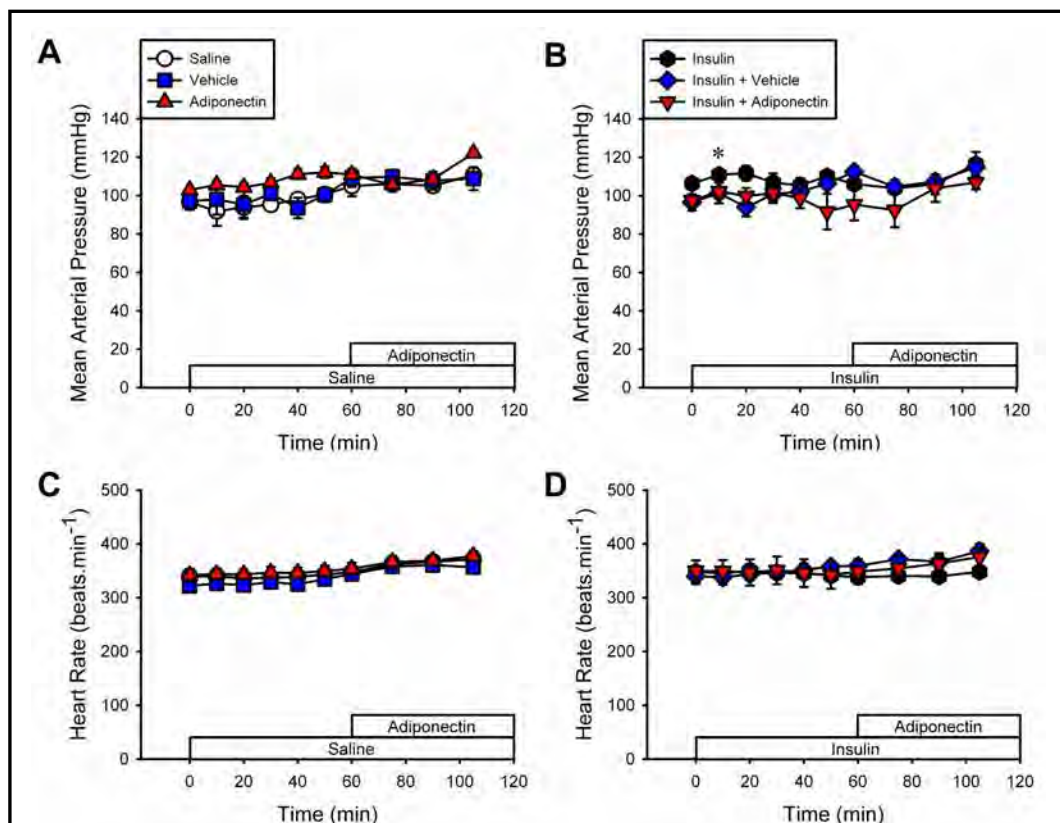 A
Saline
Vehicle
Adiponectin
Mean Arterial Pressure (mmHg)
140
120
100
80
60
40
20
0
Adiponectin
Saline
0 20 40 60 80 100 120
Time (min)
B
Insulin
Insulin + Vehicle
Insulin + Adiponectin
Mean Arterial Pressure (mmHg)
140
120
100
80
60
40
20
0
*
Adiponectin
Insulin
0 20 40 60 80 100 120
Time (min)
C
Heart Rate (beats.min⁻¹)
500
400
300
200
100
0
Adiponectin
Saline
0 20 40 60 80 100 120
Time (min)
D
Heart Rate (beats.min⁻¹)
500
400
300
200
100
0
Adiponectin
Insulin
0 20 40 60 80 100 120
Time (min)